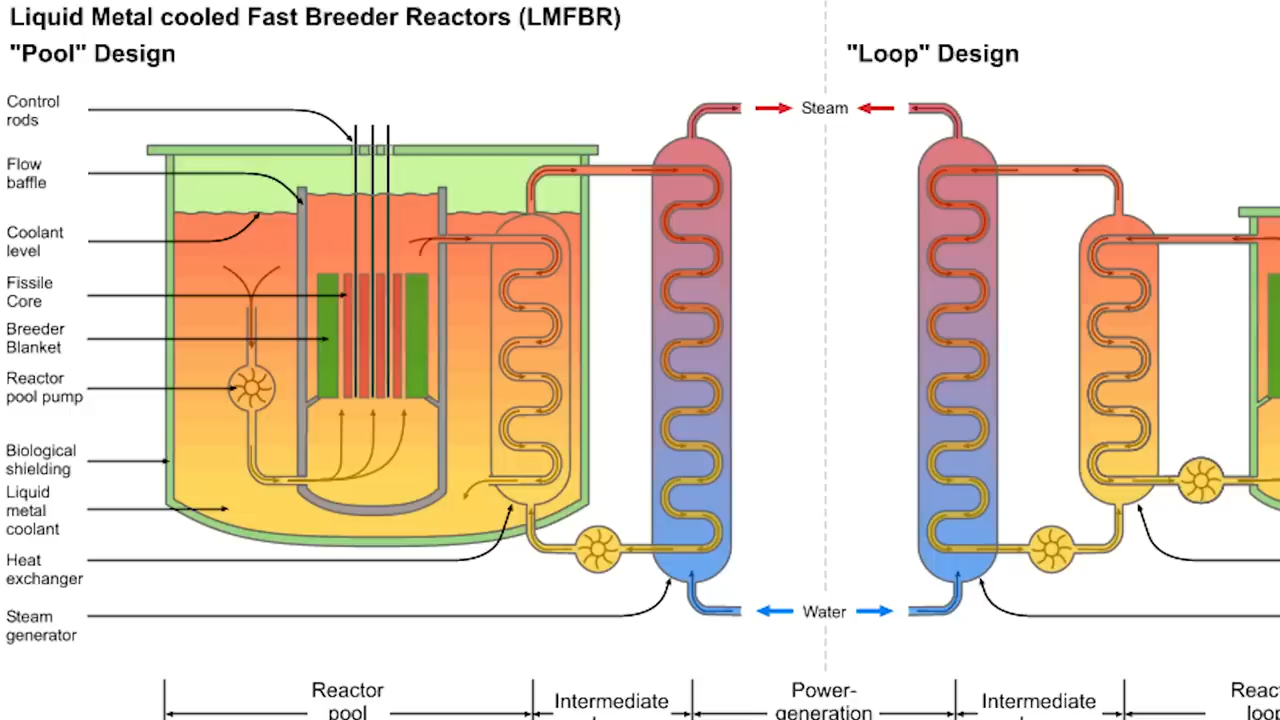 Liquid Metal cooled Fast Breeder Reactors (LMFBR)
"Pool" Design
"Loop" Design
Control
rods
Flow
baffle
Coolant
level
Fissile
Core
Breeder
Blanket
Reactor
pool pump
Biological
shielding
Liquid
metal
coolant
Heat
exchanger
Steam
generator
Steam
Water
Reactor
pool
Intermediate
Power-
generation
Intermediate